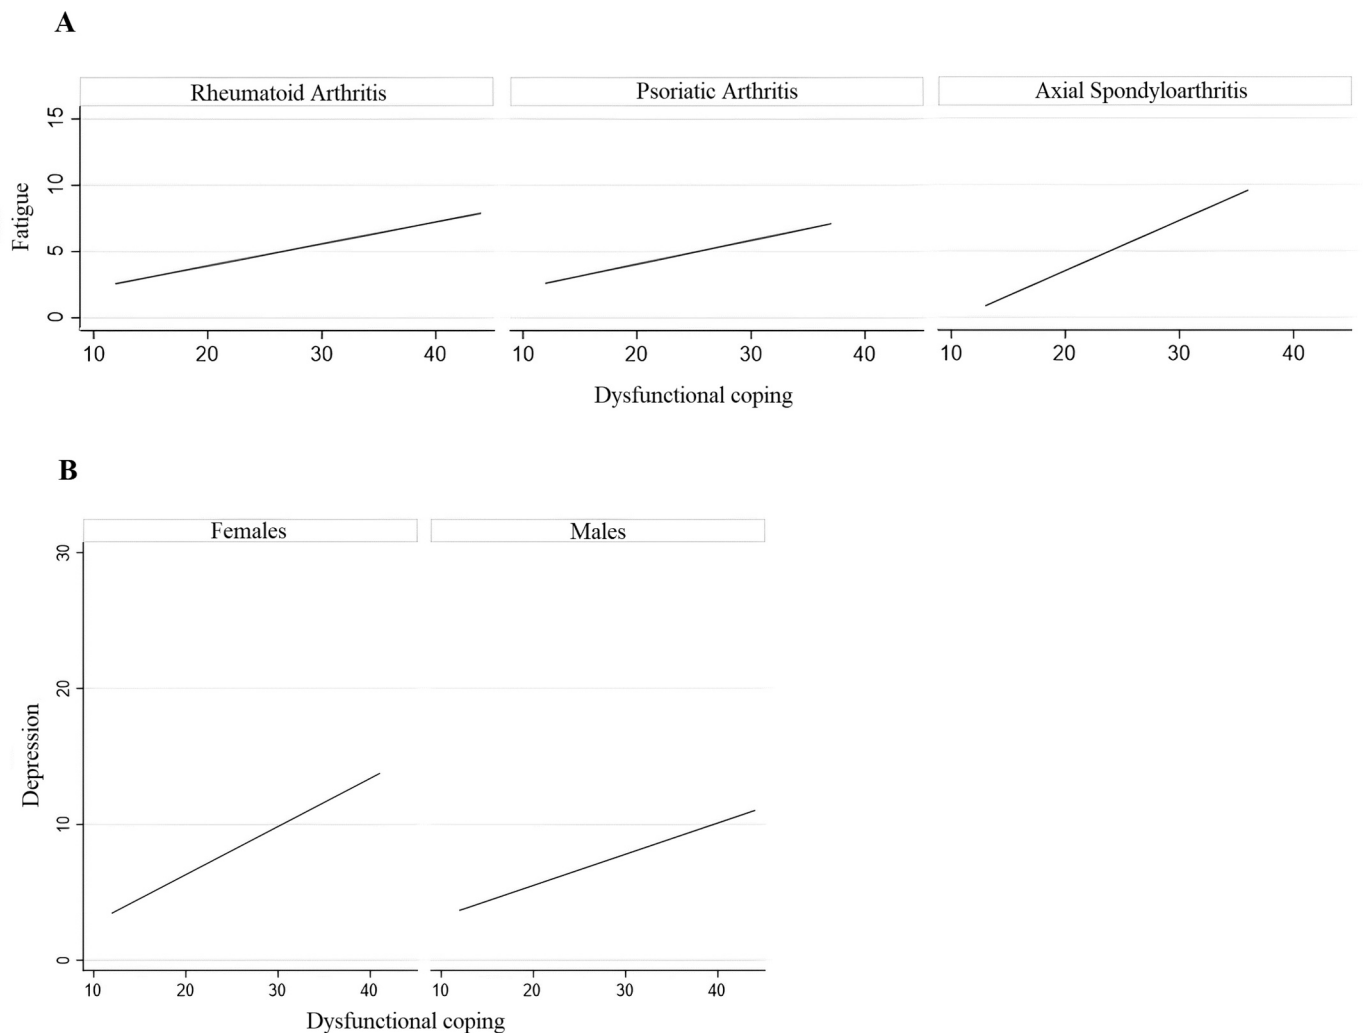 A
Rheumatoid Arthritis Psoriatic Arthritis Axial Spondyloarthritis
15
10
5
0
Fatigue
10 20 30 40 10 20 30 40 10 20 30 40
Dysfunctional coping
B
Females Males
30
20
10
0
Depression
10 20 30 40 10 20 30 40
Dysfunctional coping